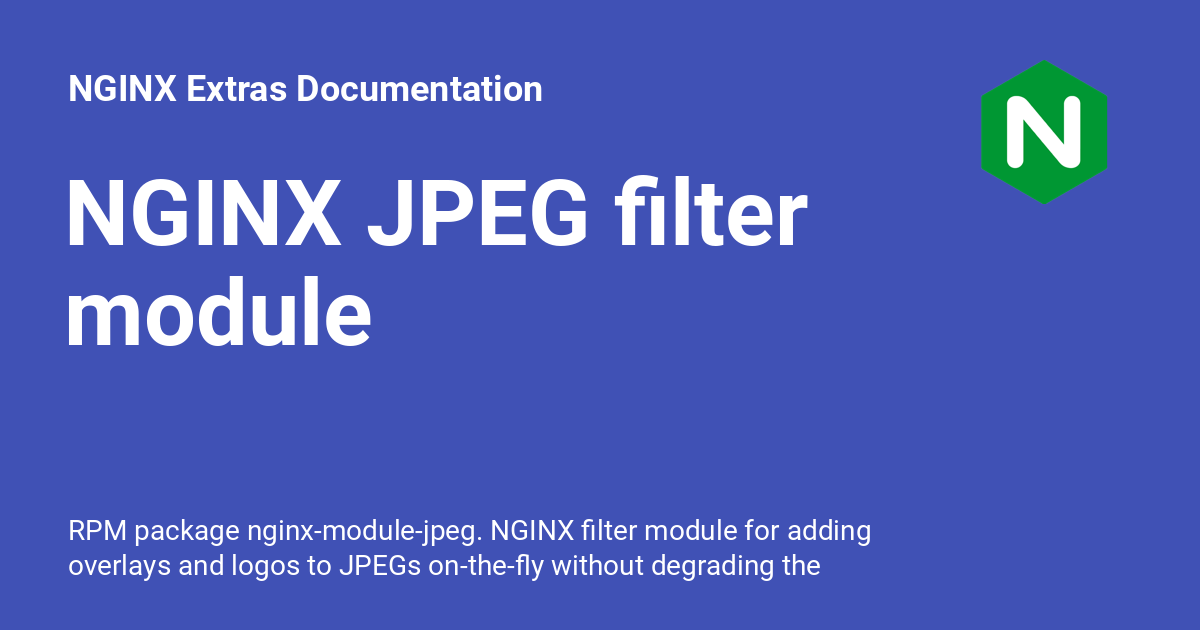 NGINX Extras Documentation
N
NGINX JPEG filter
module
RPM package nginx-module-jpeg. NGINX filter module for adding
overlays and logos to JPEGs on-the-fly without degrading the